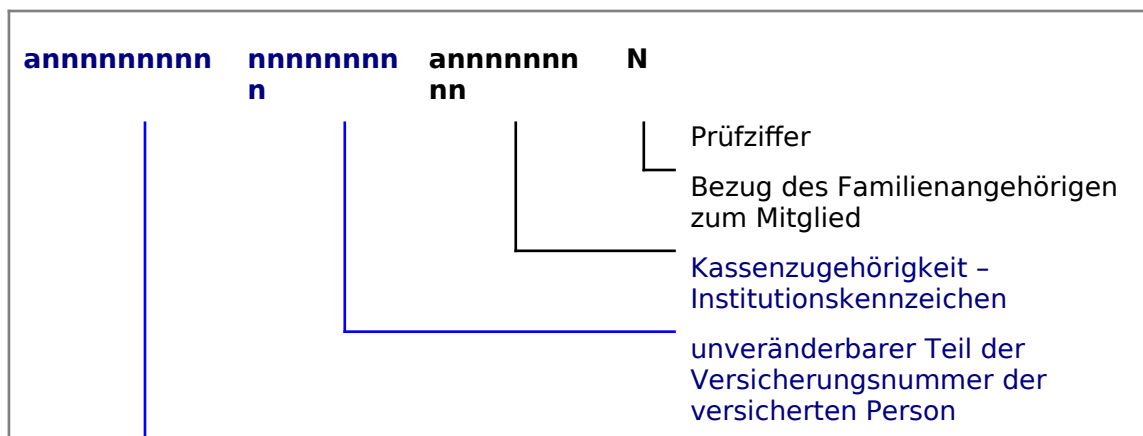 annnnnnnnn nnnnnnnn annnnnnn N
n nn
Prüfziffer
Bezug des Familienangehörigen
zum Mitglied
Kassenzugehörigkeit –
Institutionskennzeichen
unveränderbarer Teil der
Versicherungsnummer der
versicherten Person